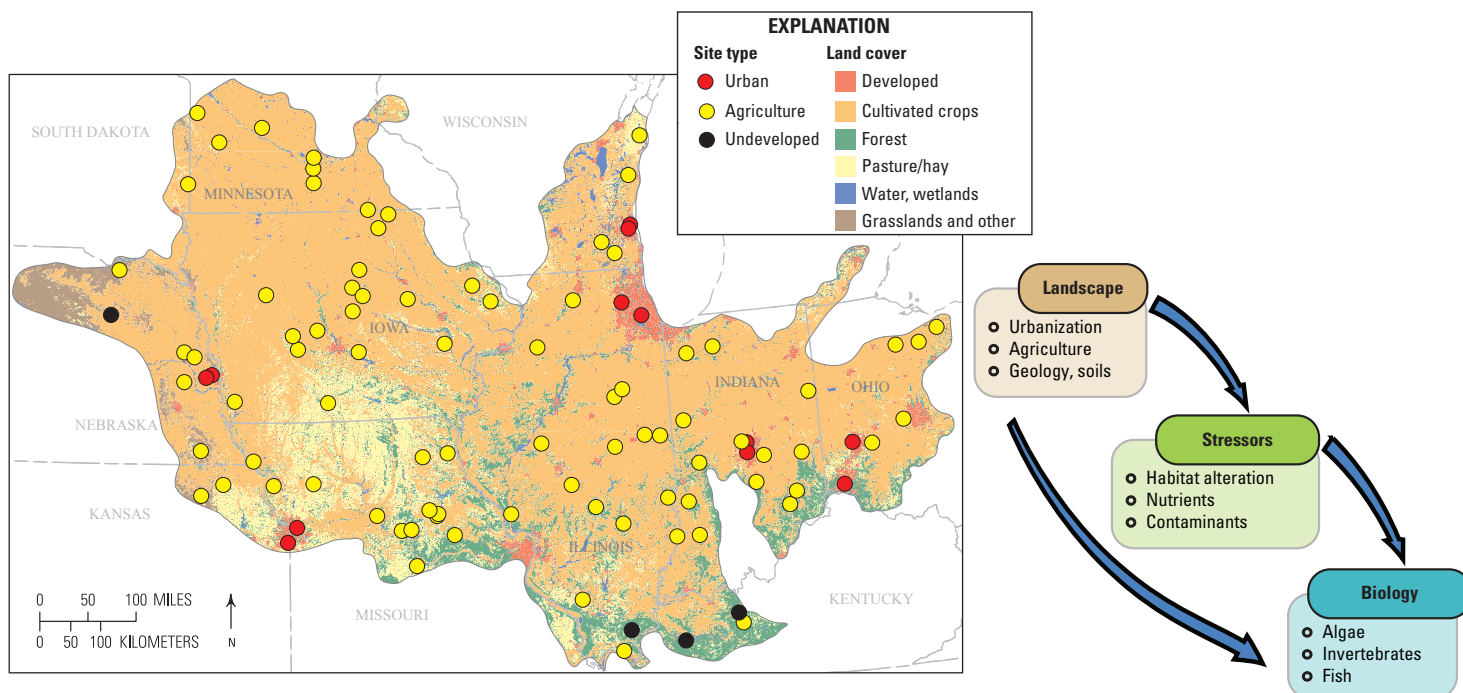 EXPLANATION
Site type
Urban
Agriculture
Undeveloped
Land cover
Developed
Cultivated crops
Forest
Pasture/hay
Water, wetlands
Grasslands and other
SOUTH DAKOTA
WISCONSIN
MINNESOTA
IOWA
INDIANA
OHIO
NEBRASKA
KANSAS
ILLINOIS
MISSOURI
KENTUCKY
0 50 100 MILES
0 50 100 KILOMETERS
N
Landscape
Urbanization
Agriculture
Geology, soils
Stressors
Habitat alteration
Nutrients
Contaminants
Biology
Algae
Invertebrates
Fish